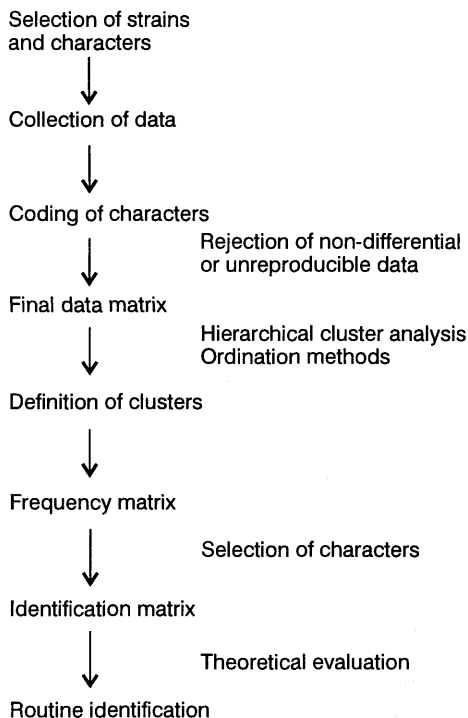 Selection of strains
and characters
Collection of data
Coding of characters
Rejection of non-differential
or unreproducible data
Final data matrix
Hierarchical cluster analysis
Ordination methods
Definition of clusters
Frequency matrix
Selection of characters
Identification matrix
Theoretical evaluation
Routine identification